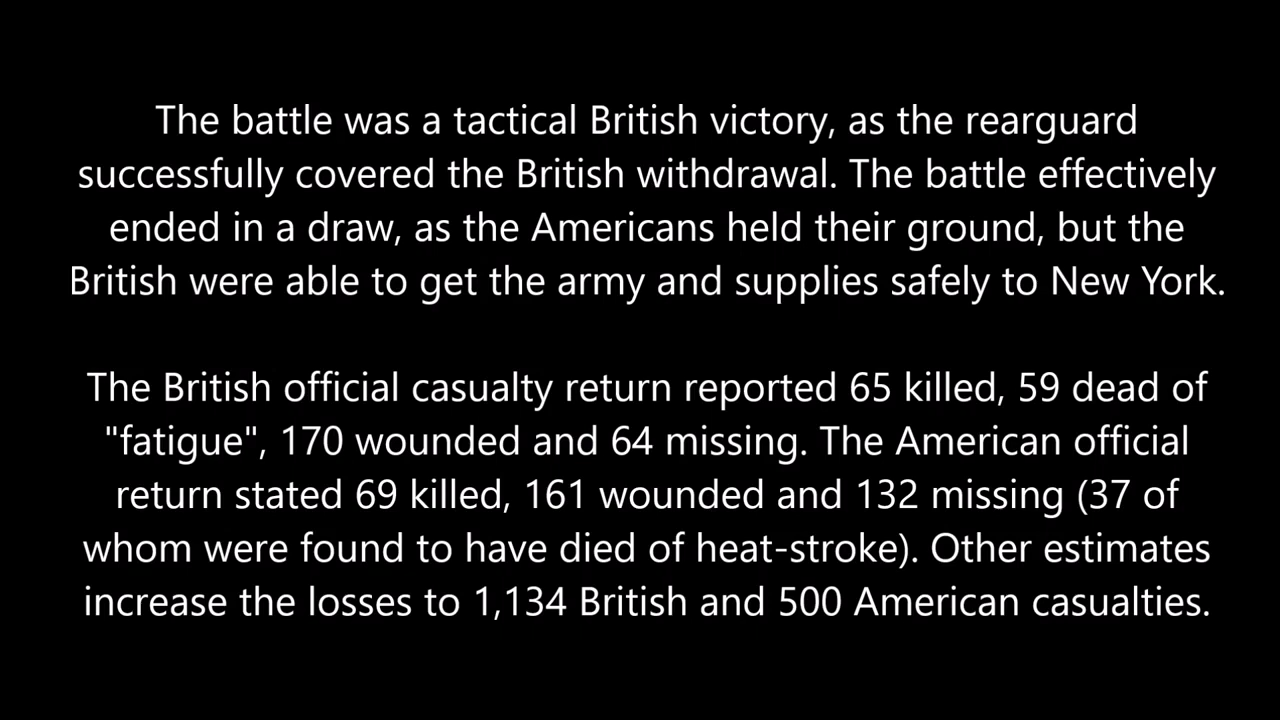 The battle was a tactical British victory, as the rearguard
successfully covered the British withdrawal. The battle effectively
ended in a draw, as the Americans held their ground, but the
British were able to get the army and supplies safely to New York.
The British official casualty return reported 65 killed, 59 dead of
"fatigue", 170 wounded and 64 missing. The American official
return stated 69 killed, 161 wounded and 132 missing (37 of
whom were found to have died of heat-stroke). Other estimates
increase the losses to 1,134 British and 500 American casualties.